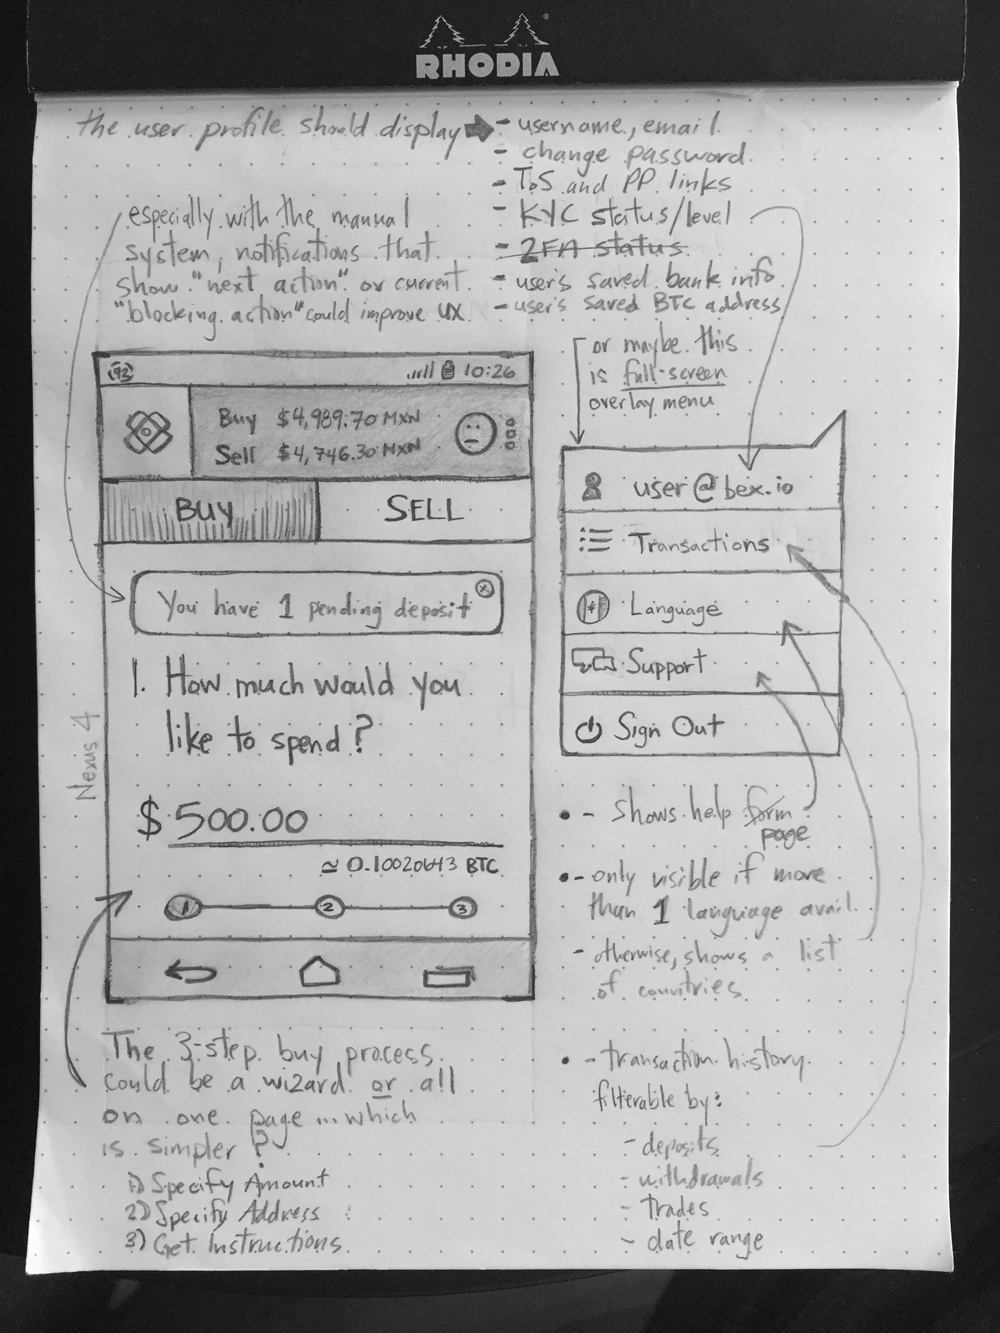 RHODIA
the user profile should display
- username, email
- change password
- ToS and PP links
- KYC status/level
- 2FA status
- user's saved bank info
- user's saved BTC address
especially with the manual
system, notifications that
show "next action" or current
"blocking action" could improve UX
or maybe this
is full-screen
overlay menu
92
10:26
Buy $4,989.70 MXN
Sell $4,746.30 MXN
BUY
SELL
You have 1 pending deposit
1. How much would you
like to spend?
$ 500.00
≃ 0.10020643 BTC
1 2 3
Nexus 4
user@bex.io
Transactions
Language
Support
Sign Out
• - shows help form
page
• - only visible if more
than 1 language avail.
- otherwise, shows a list
of countries
• - transaction history
filterable by:
- deposits
- withdrawals
- trades
- date range
The 3-step buy process
could be a wizard or all
on one page ... which
is simpler?
1) Specify Amount
2) Specify Address
3) Get Instructions